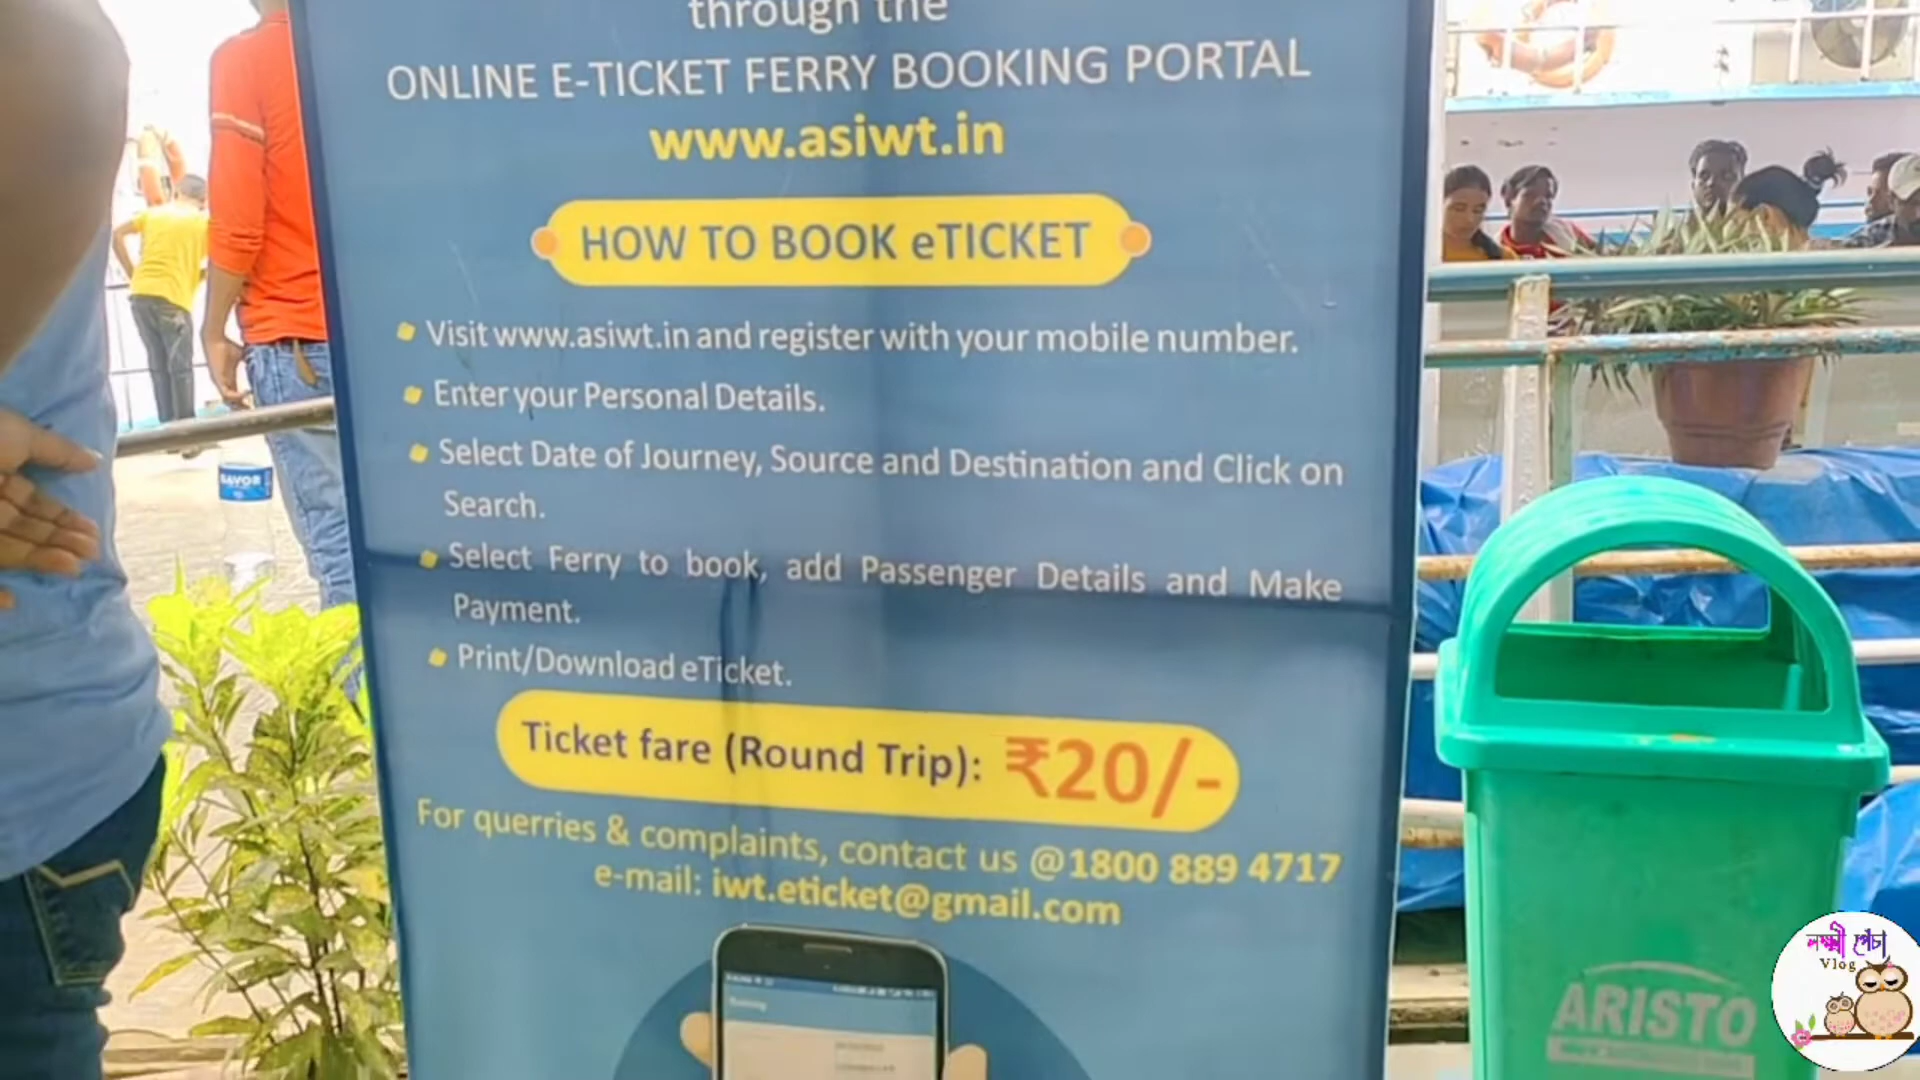 through the
ONLINE E-TICKET FERRY BOOKING PORTAL
www.asiwt.in
HOW TO BOOK eTICKET
Visit www.asiwt.in and register with your mobile number.
Enter your Personal Details.
Select Date of Journey, Source and Destination and Click on
Search.
Select Ferry to book, add Passenger Details and Make
Payment.
Print/Download eTicket.
Ticket fare (Round Trip): ₹20/-
For querries & complaints, contact us @1800 889 4717
e-mail: iwt.eticket@gmail.com
ARISTO
লক্ষ্মী পেঁচা
Vlog